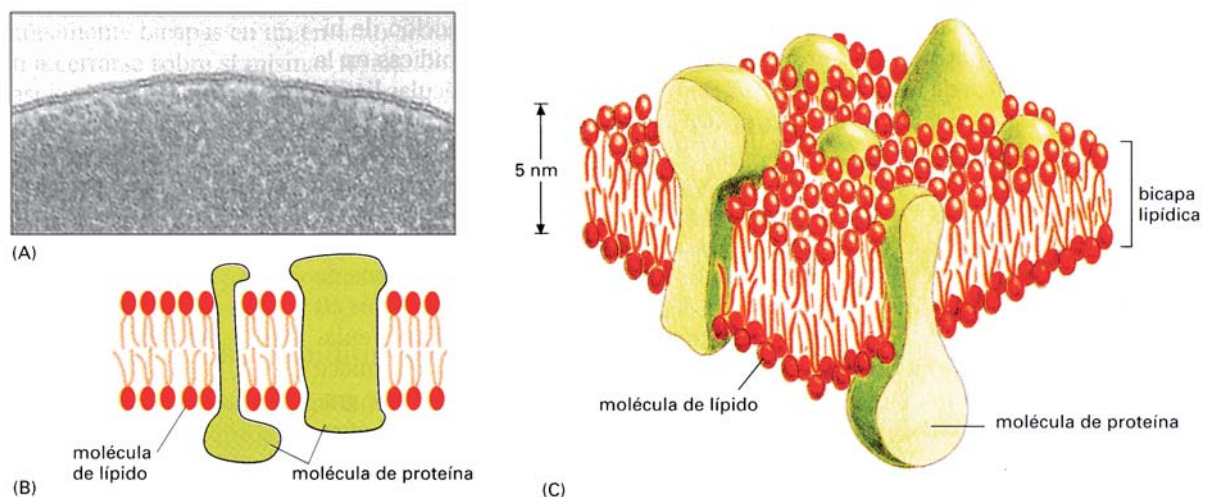 (A)
molécula
de lípido
molécula de proteína
(B)
5 nm
bicapa
lipídica
molécula de lípido
molécula de proteína
(C)